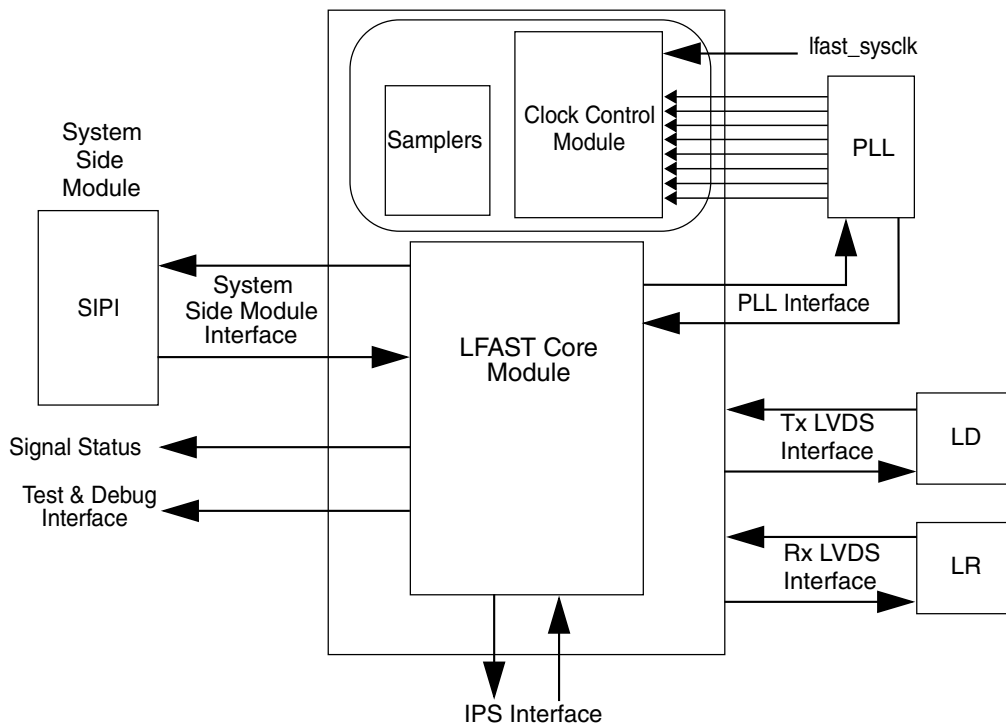 lfast_sysclk
System
Side
Module
Samplers
Clock Control
Module
PLL
SIPI
System
Side Module
Interface
PLL Interface
LFAST Core
Module
Tx LVDS
Interface
LD
Signal Status
Test & Debug
Interface
Rx LVDS
Interface
LR
IPS Interface